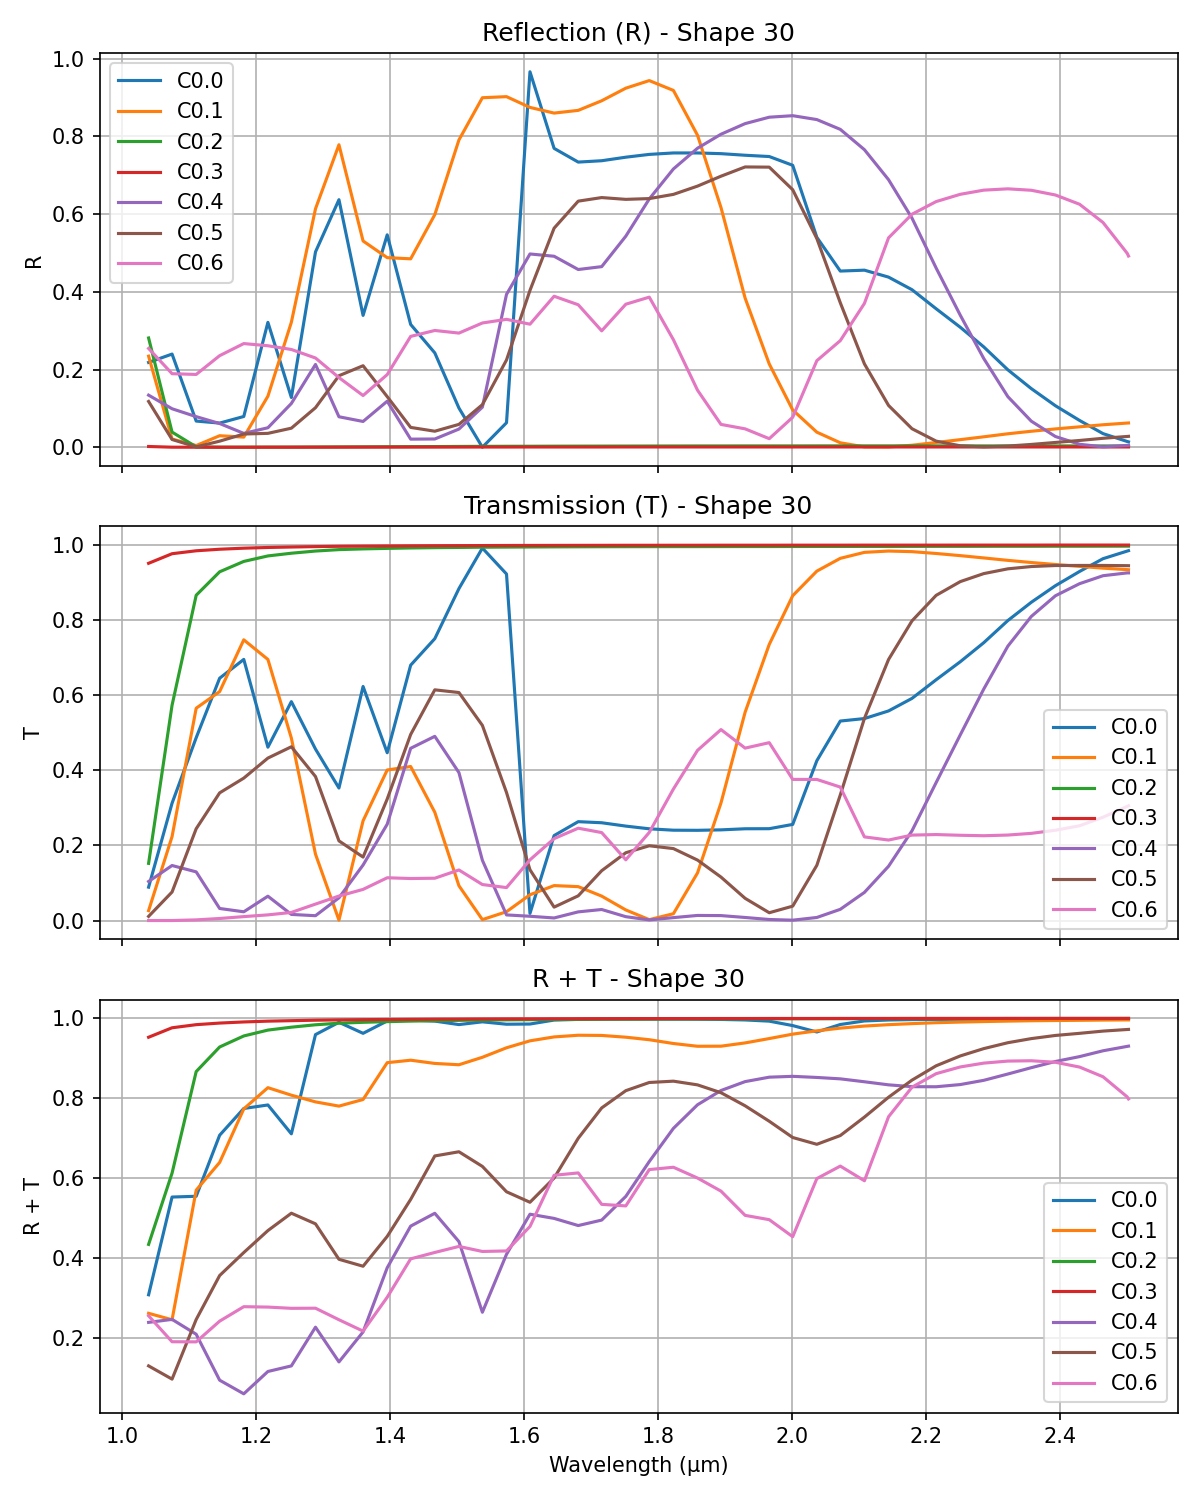 Reflection (R) - Shape 30
1.0
0.8
0.6
0.4
0.2
0.0
R
C0.0
C0.1
C0.2
C0.3
C0.4
C0.5
C0.6
Transmission (T) - Shape 30
1.0
0.8
0.6
0.4
0.2
0.0
T
C0.0
C0.1
C0.2
C0.3
C0.4
C0.5
C0.6
R + T - Shape 30
1.0
0.8
0.6
0.4
0.2
R + T
C0.0
C0.1
C0.2
C0.3
C0.4
C0.5
C0.6
1.0 1.2 1.4 1.6 1.8 2.0 2.2 2.4
Wavelength (μm)